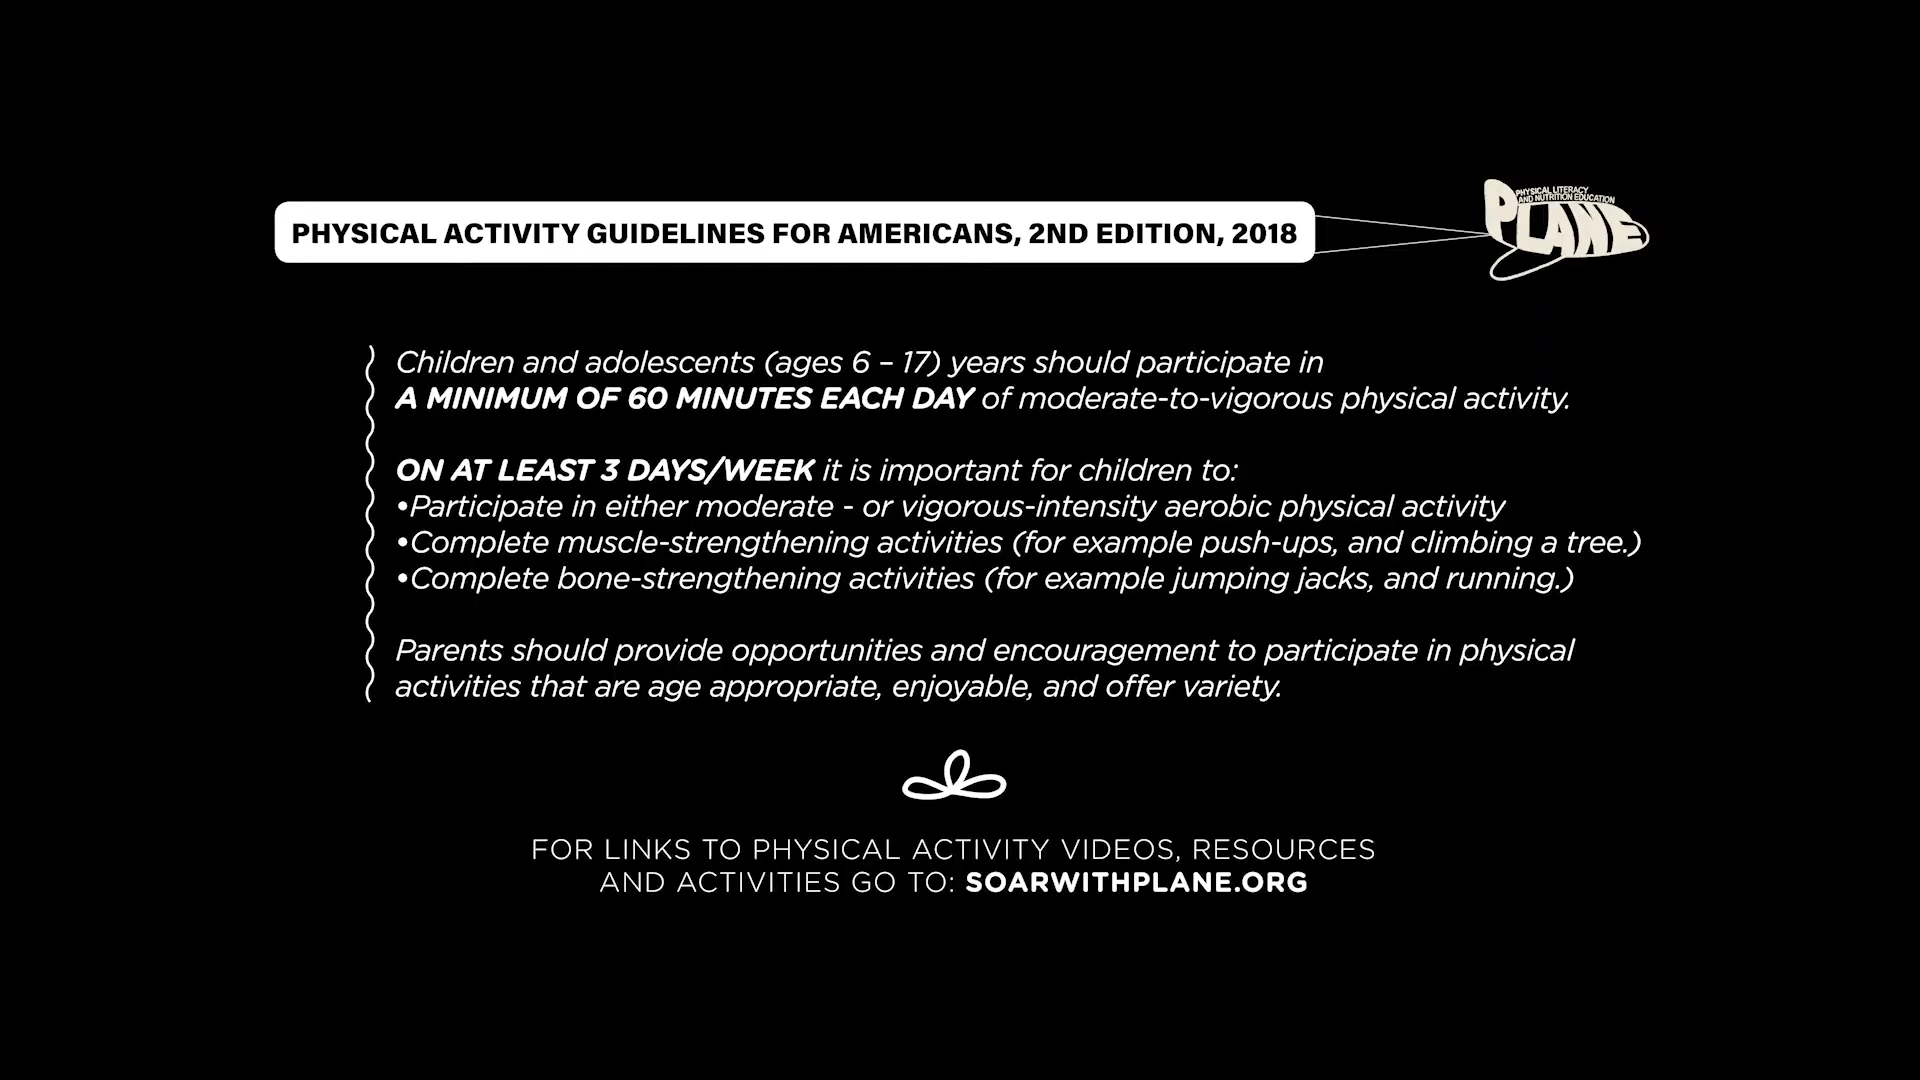 PHYSICAL ACTIVITY GUIDELINES FOR AMERICANS, 2ND EDITION, 2018
PHYSICAL LITERACY
AND NUTRITION EDUCATION
PLANE
Children and adolescents (ages 6 – 17) years should participate in
A MINIMUM OF 60 MINUTES EACH DAY of moderate-to-vigorous physical activity.
ON AT LEAST 3 DAYS/WEEK it is important for children to:
•Participate in either moderate - or vigorous-intensity aerobic physical activity
•Complete muscle-strengthening activities (for example push-ups, and climbing a tree.)
•Complete bone-strengthening activities (for example jumping jacks, and running.)
Parents should provide opportunities and encouragement to participate in physical
activities that are age appropriate, enjoyable, and offer variety.
FOR LINKS TO PHYSICAL ACTIVITY VIDEOS, RESOURCES
AND ACTIVITIES GO TO: SOARWITHPLANE.ORG